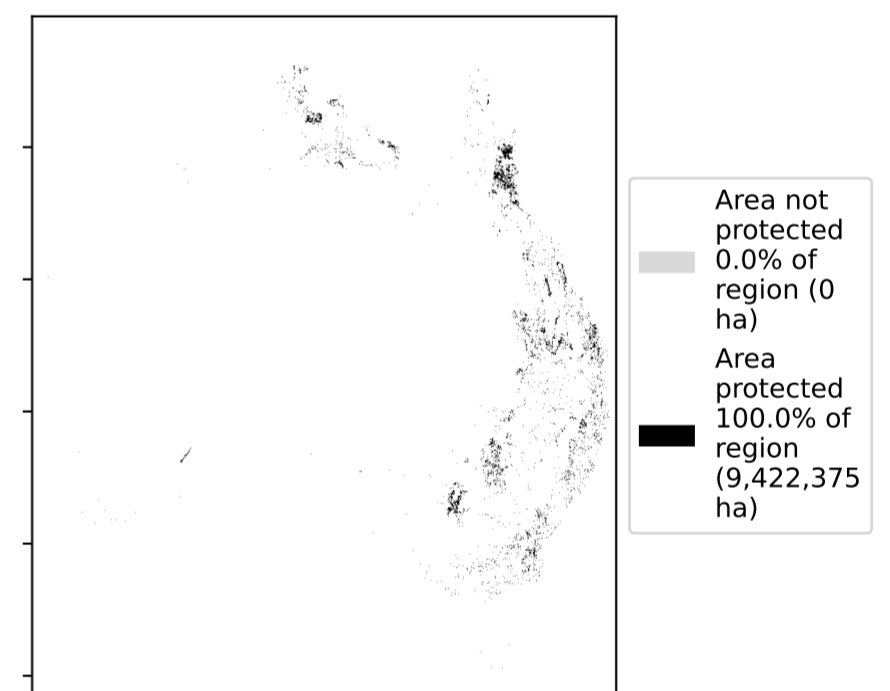 Area not
protected
0.0% of
region (0
ha)
Area
protected
100.0% of
region
(9,422,375
ha)